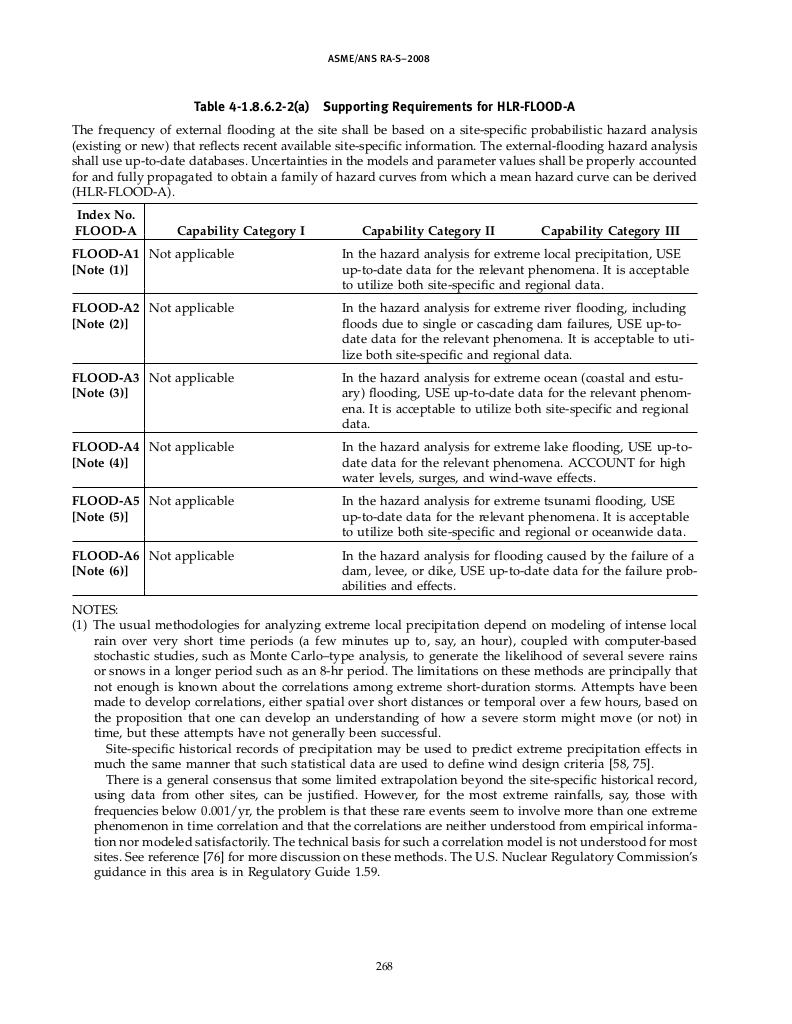 ASME/ANS RA-S–2008
Table 4-1.8.6.2-2(a) Supporting Requirements for HLR-FLOOD-A
The frequency of external flooding at the site shall be based on a site-specific probabilistic hazard analysis
(existing or new) that reflects recent available site-specific information. The external-flooding hazard analysis
shall use up-to-date databases. Uncertainties in the models and parameter values shall be properly accounted
for and fully propagated to obtain a family of hazard curves from which a mean hazard curve can be derived
(HLR-FLOOD-A).
Index No.
FLOOD-A Capability Category I Capability Category II Capability Category III
FLOOD-A1 Not applicable In the hazard analysis for extreme local precipitation, USE
[Note (1)] up-to-date data for the relevant phenomena. It is acceptable
to utilize both site-specific and regional data.
FLOOD-A2 Not applicable In the hazard analysis for extreme river flooding, including
[Note (2)] floods due to single or cascading dam failures, USE up-to-
date data for the relevant phenomena. It is acceptable to uti-
lize both site-specific and regional data.
FLOOD-A3 Not applicable In the hazard analysis for extreme ocean (coastal and estu-
[Note (3)] ary) flooding, USE up-to-date data for the relevant phenom-
ena. It is acceptable to utilize both site-specific and regional
data.
FLOOD-A4 Not applicable In the hazard analysis for extreme lake flooding, USE up-to-
[Note (4)] date data for the relevant phenomena. ACCOUNT for high
water levels, surges, and wind-wave effects.
FLOOD-A5 Not applicable In the hazard analysis for extreme tsunami flooding, USE
[Note (5)] up-to-date data for the relevant phenomena. It is acceptable
to utilize both site-specific and regional or oceanwide data.
FLOOD-A6 Not applicable In the hazard analysis for flooding caused by the failure of a
[Note (6)] dam, levee, or dike, USE up-to-date data for the failure prob-
abilities and effects.
NOTES:
(1) The usual methodologies for analyzing extreme local precipitation depend on modeling of intense local
rain over very short time periods (a few minutes up to, say, an hour), coupled with computer-based
stochastic studies, such as Monte Carlo–type analysis, to generate the likelihood of several severe rains
or snows in a longer period such as an 8-hr period. The limitations on these methods are principally that
not enough is known about the correlations among extreme short-duration storms. Attempts have been
made to develop correlations, either spatial over short distances or temporal over a few hours, based on
the proposition that one can develop an understanding of how a severe storm might move (or not) in
time, but these attempts have not generally been successful.
Site-specific historical records of precipitation may be used to predict extreme precipitation effects in
much the same manner that such statistical data are used to define wind design criteria [58, 75].
There is a general consensus that some limited extrapolation beyond the site-specific historical record,
using data from other sites, can be justified. However, for the most extreme rainfalls, say, those with
frequencies below 0.001/yr, the problem is that these rare events seem to involve more than one extreme
phenomenon in time correlation and that the correlations are neither understood from empirical informa-
tion nor modeled satisfactorily. The technical basis for such a correlation model is not understood for most
sites. See reference [76] for more discussion on these methods. The U.S. Nuclear Regulatory Commission's
guidance in this area is in Regulatory Guide 1.59.
268